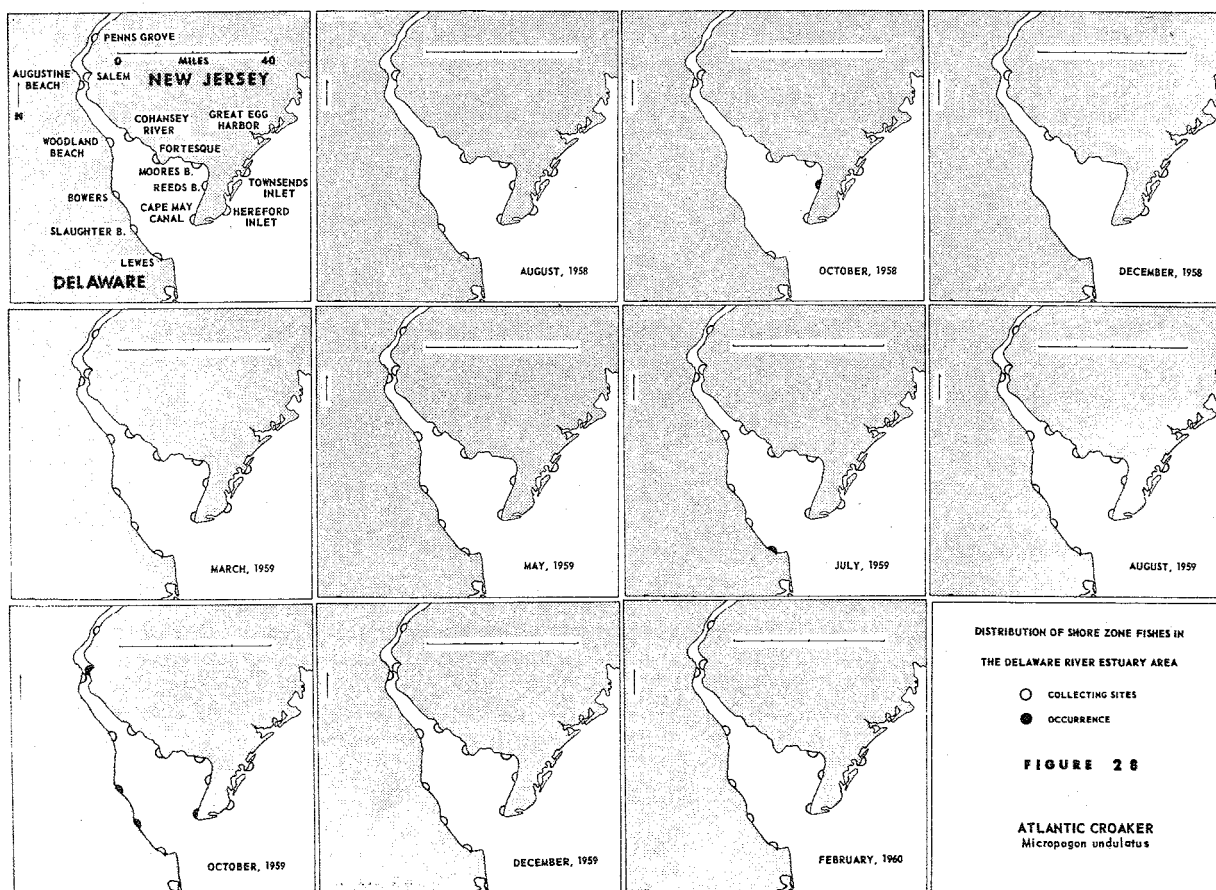 PENNS GROVE
0 MILES 40
AUGUSTINE
BEACH
SALEM
NEW JERSEY
N
COHANSEY
RIVER
GREAT EGG
HARBOR
WOODLAND
BEACH
FORTESQUE
MOORES B.
REEDS B.
TOWNSENDS
INLET
BOWERS
CAPE MAY
CANAL
HEREFORD
INLET
SLAUGHTER B.
LEWES
DELAWARE
AUGUST, 1958
OCTOBER, 1958
DECEMBER, 1958
MARCH, 1959
MAY, 1959
JULY, 1959
AUGUST, 1959
OCTOBER, 1959
DECEMBER, 1959
FEBRUARY, 1960
DISTRIBUTION OF SHORE ZONE FISHES IN
THE DELAWARE RIVER ESTUARY AREA
COLLECTING SITES
OCCURRENCE
FIGURE 28
ATLANTIC CROAKER
Micropogon undulatus